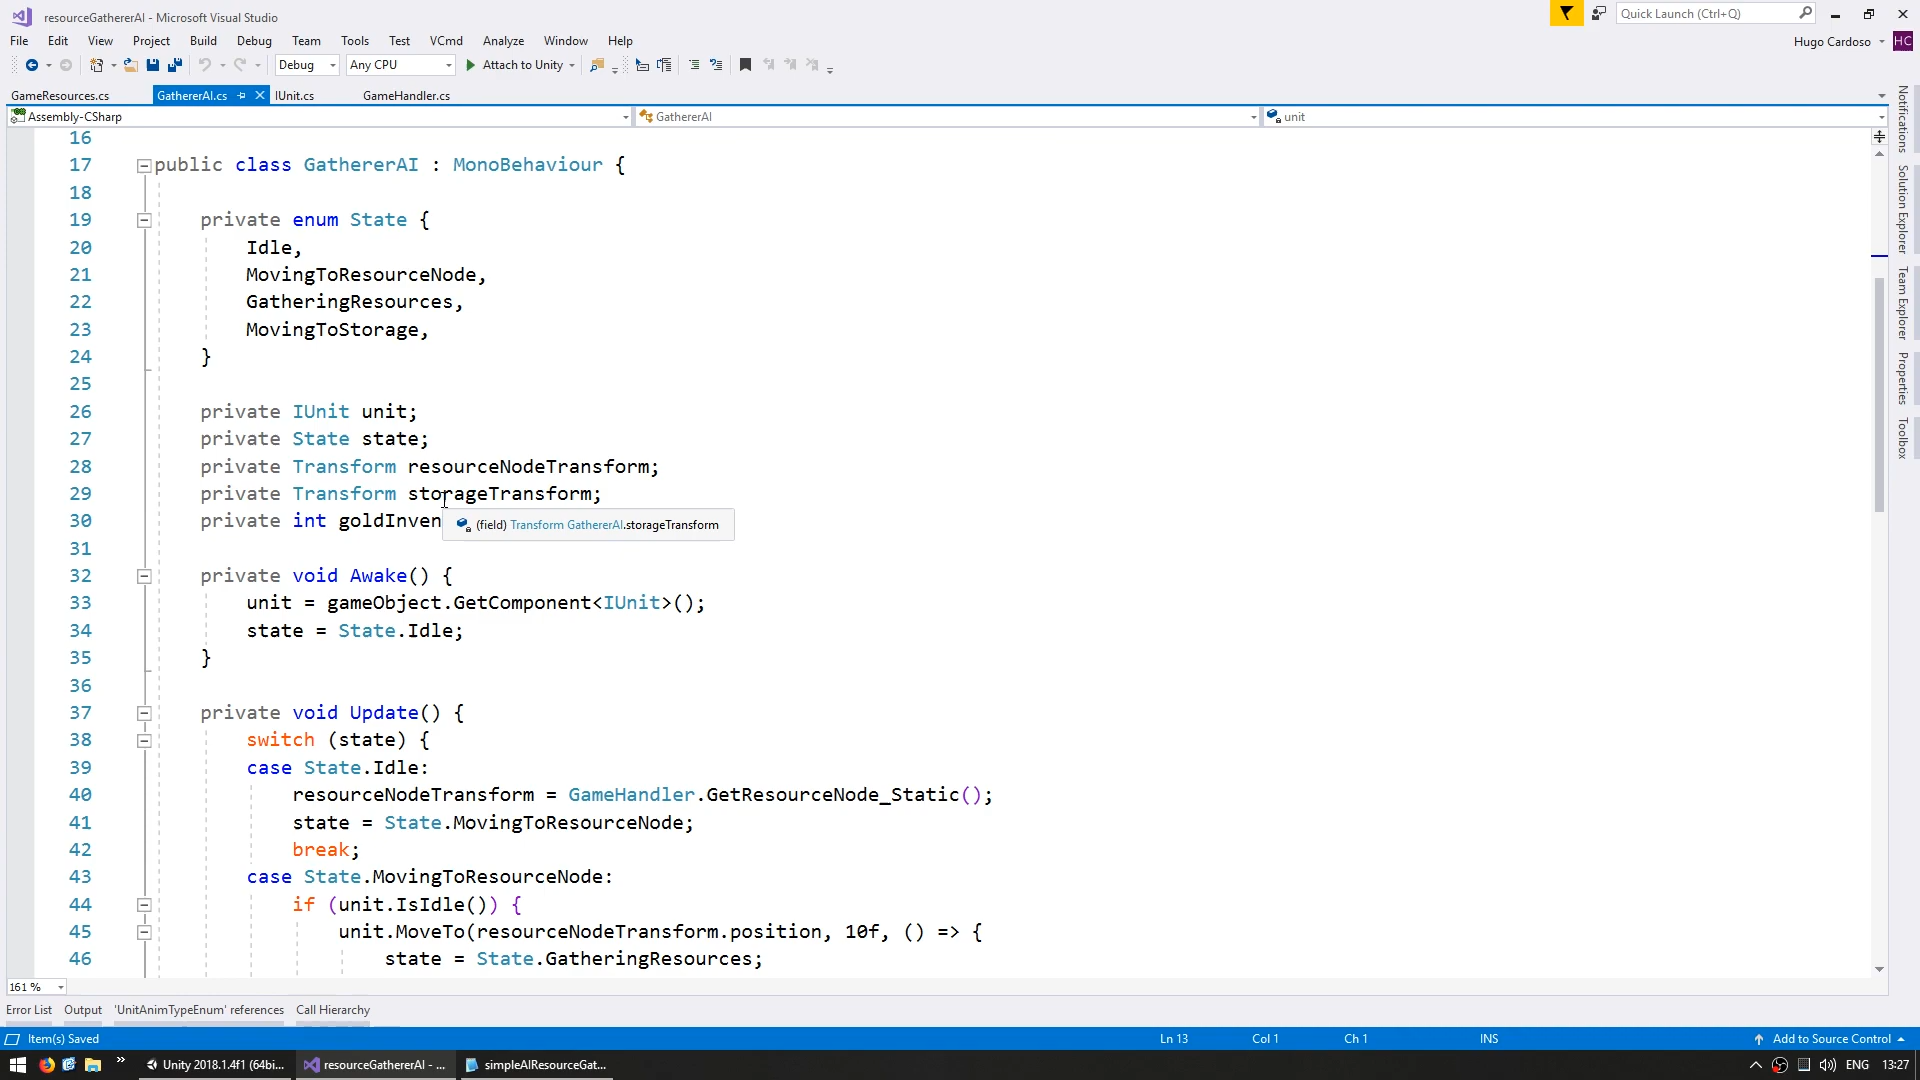 resourceGathererAI - Microsoft Visual Studio
Quick Launch (Ctrl+Q)
File Edit View Project Build Debug Team Tools Test VCmd Analyze Window Help
Hugo Cardoso HC
Debug Any CPU Attach to Unity
GameResources.cs GathererAI.cs IUnit.cs GameHandler.cs
Assembly-CSharp GathererAI unit
16
17 public class GathererAI : MonoBehaviour {
18
19 private enum State {
20 Idle,
21 MovingToResourceNode,
22 GatheringResources,
23 MovingToStorage,
24 }
25
26 private IUnit unit;
27 private State state;
28 private Transform resourceNodeTransform;
29 private Transform storageTransform;
30 private int goldInven
(field) Transform GathererAI.storageTransform
31
32 private void Awake() {
33 unit = gameObject.GetComponent<IUnit>();
34 state = State.Idle;
35 }
36
37 private void Update() {
38 switch (state) {
39 case State.Idle:
40 resourceNodeTransform = GameHandler.GetResourceNode_Static();
41 state = State.MovingToResourceNode;
42 break;
43 case State.MovingToResourceNode:
44 if (unit.IsIdle()) {
45 unit.MoveTo(resourceNodeTransform.position, 10f, () => {
46 state = State.GatheringResources;
Notifications
Solution Explorer
Team Explorer
Properties
Toolbox
161 %
Error List Output 'UnitAnimTypeEnum' references Call Hierarchy
Item(s) Saved Ln 13 Col 1 Ch 1 INS Add to Source Control
Unity 2018.1.4f1 (64bi... resourceGathererAI - ... simpleAIResourceGat... ENG 13:27